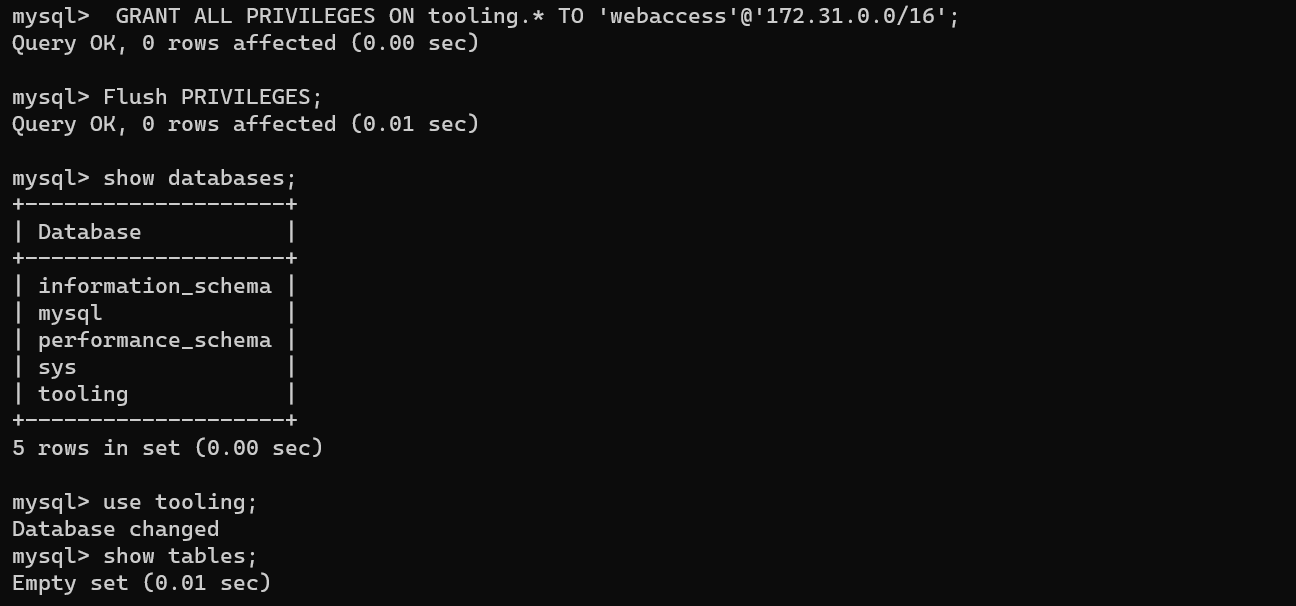 mysql>  GRANT ALL PRIVILEGES ON tooling.* TO 'webaccess'@'172.31.0.0/16';
Query OK, 0 rows affected (0.00 sec)

mysql> Flush PRIVILEGES;
Query OK, 0 rows affected (0.01 sec)

mysql> show databases;
+--------------------+
| Database           |
+--------------------+
| information_schema |
| mysql              |
| performance_schema |
| sys                |
| tooling            |
+--------------------+
5 rows in set (0.00 sec)

mysql> use tooling;
Database changed
mysql> show tables;
Empty set (0.01 sec)